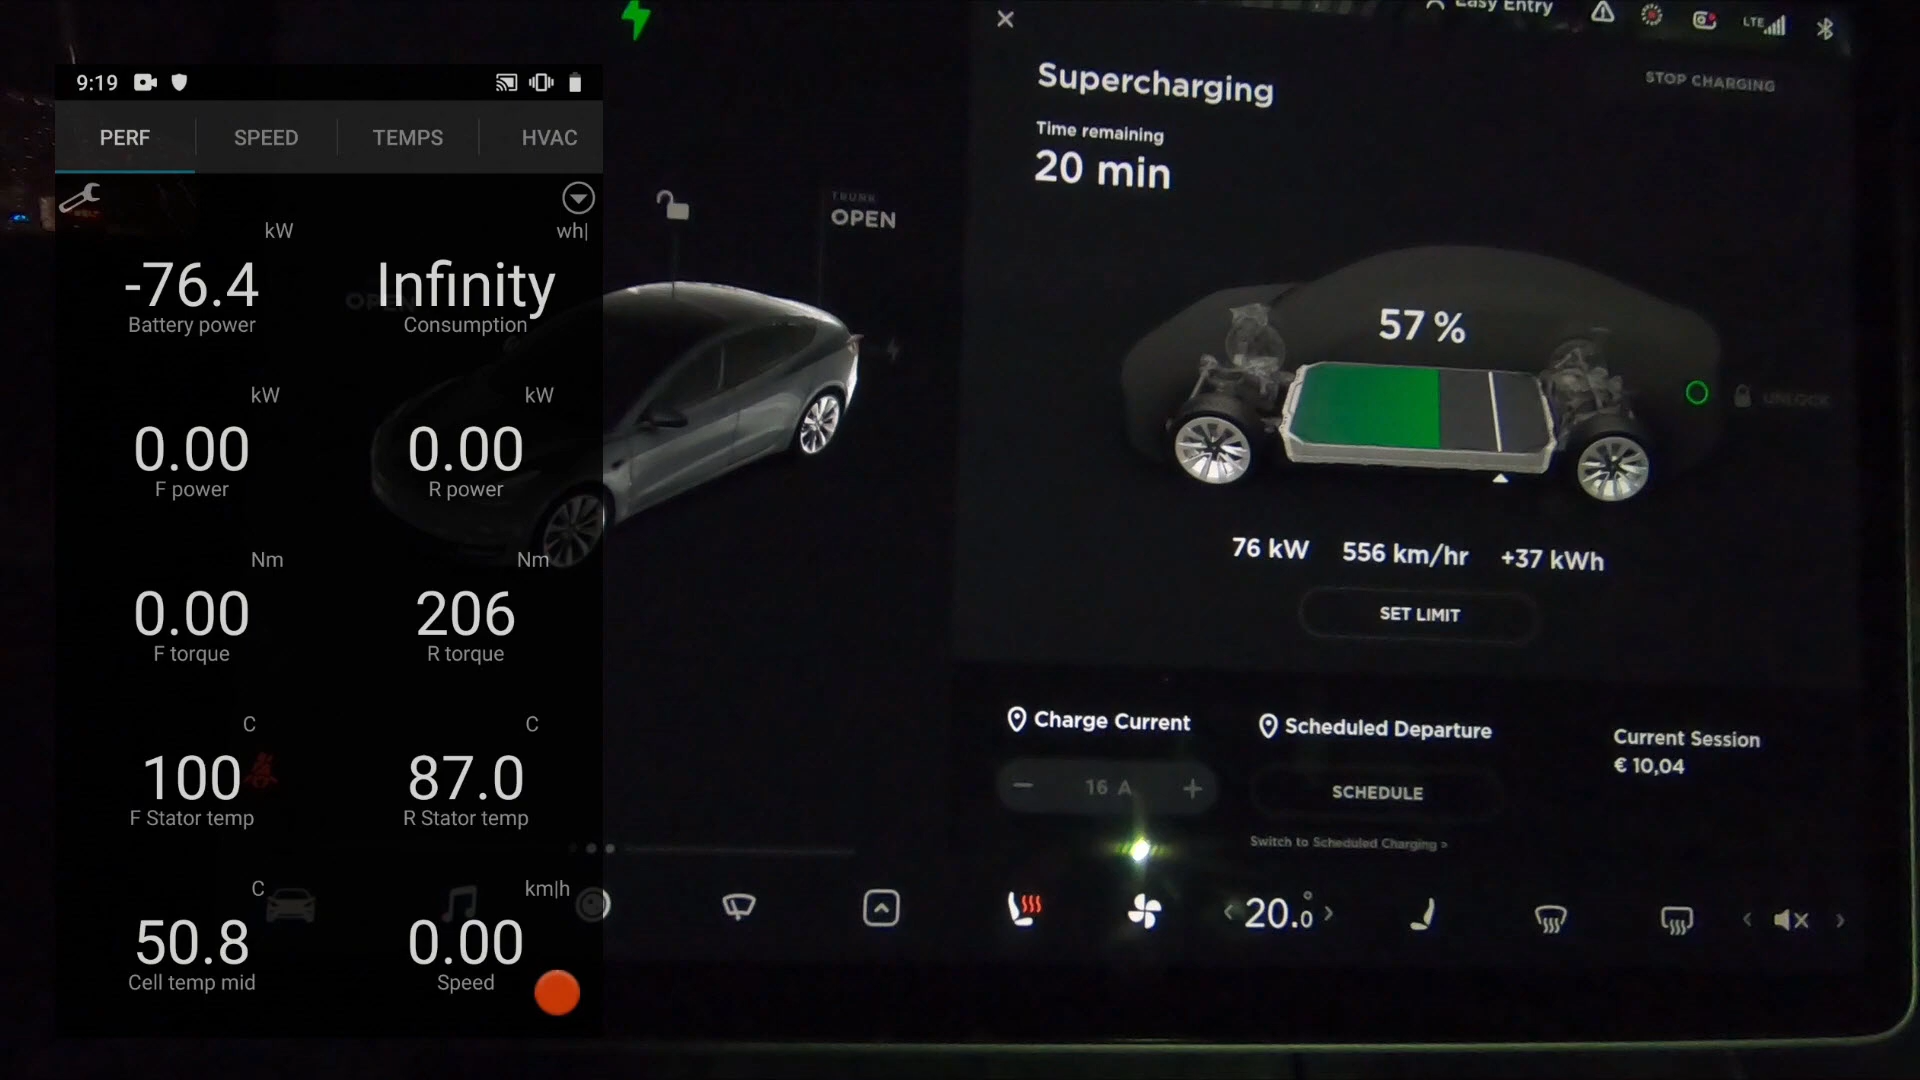 9:19
PERF SPEED TEMPS HVAC
kW wh|
-76.4 Infinity
Battery power Consumption
kW kW
0.00 0.00
F power R power
Nm Nm
0.00 206
F torque R torque
C C
100 87.0
F Stator temp R Stator temp
C km|h
50.8 0.00
Cell temp mid Speed
OPEN
TRUNK
OPEN
Easy Entry
LTE
Supercharging
STOP CHARGING
Time remaining
20 min
57 %
UNLOCK
76 kW 556 km/hr +37 kWh
SET LIMIT
Charge Current
16 A
Scheduled Departure
SCHEDULE
Switch to Scheduled Charging >
Current Session
€ 10,04
20.0°